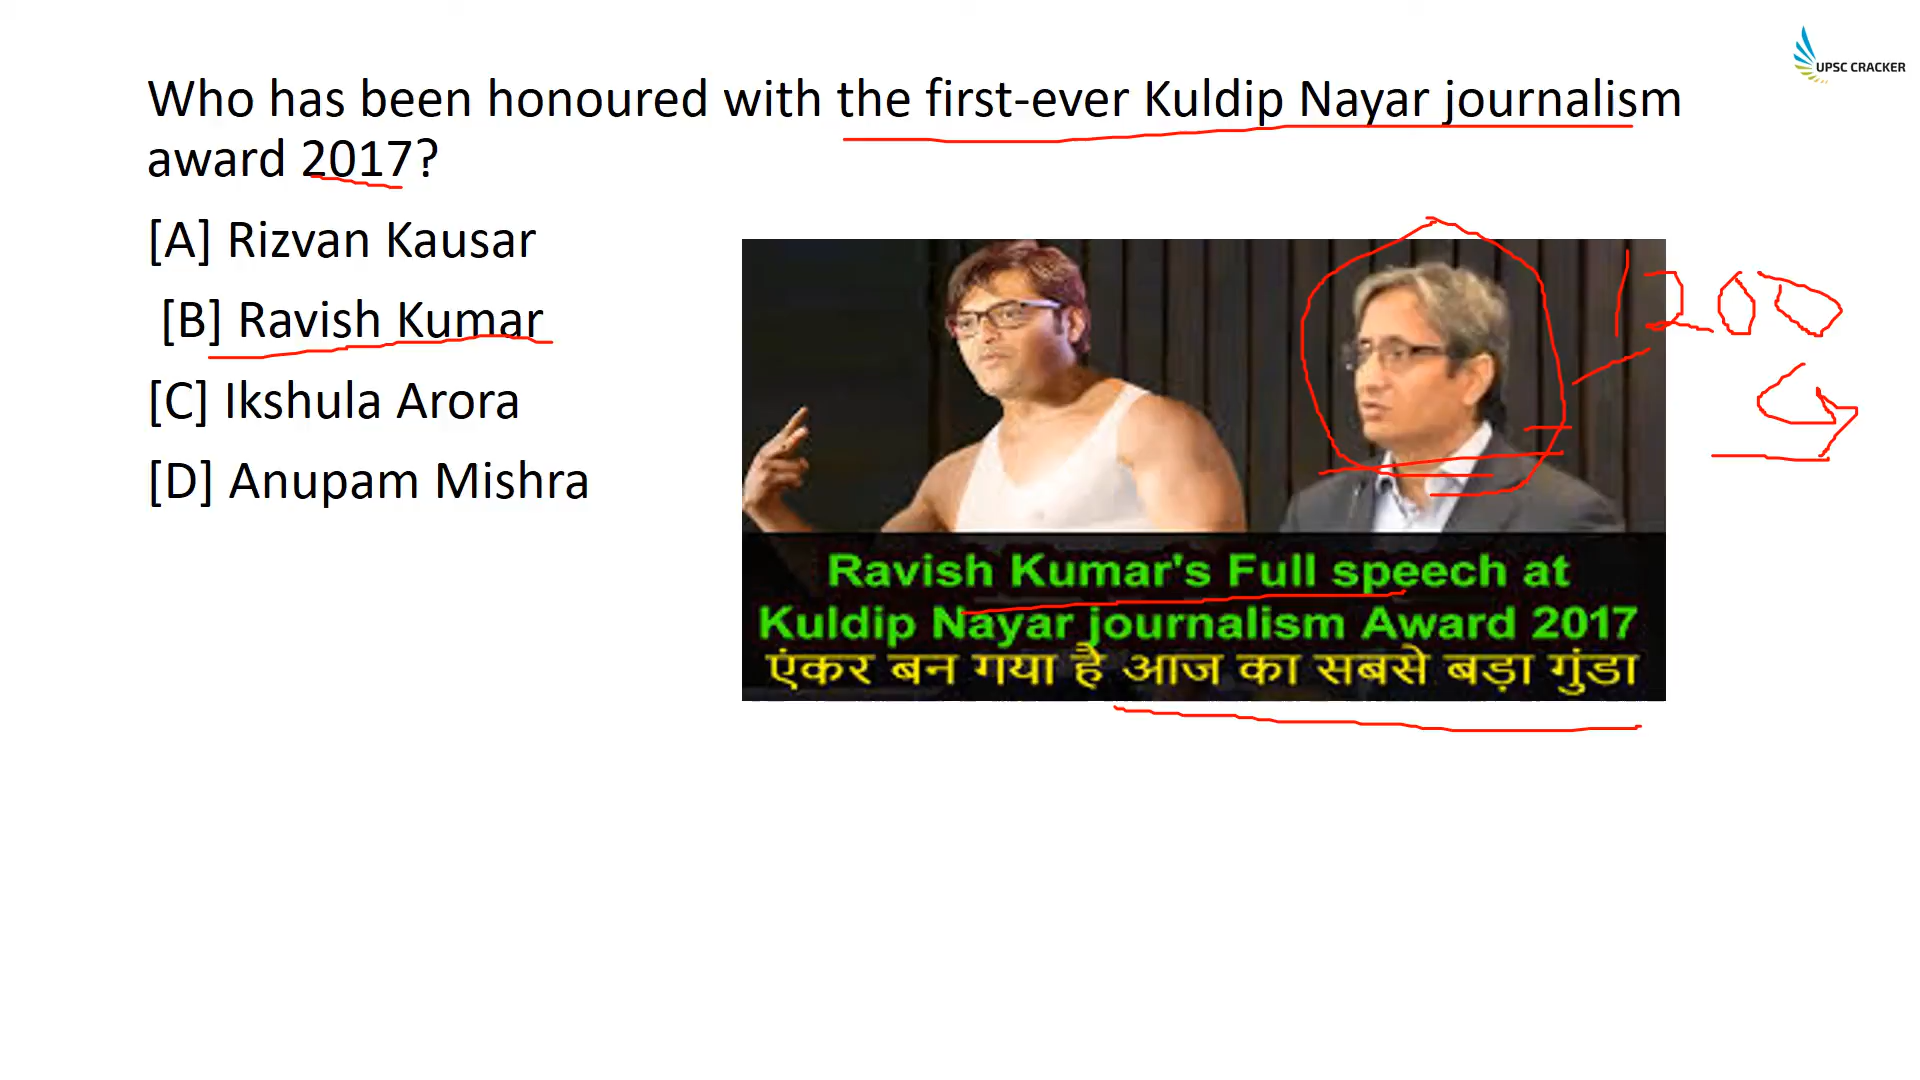 UPSC CRACKER
Who has been honoured with the first-ever Kuldip Nayar journalism
award 2017?
[A] Rizvan Kausar
[B] Ravish Kumar
[C] Ikshula Arora
[D] Anupam Mishra
Ravish Kumar's Full speech at
Kuldip Nayar journalism Award 2017
एंकर बन गया है आज का सबसे बड़ा गुंडा